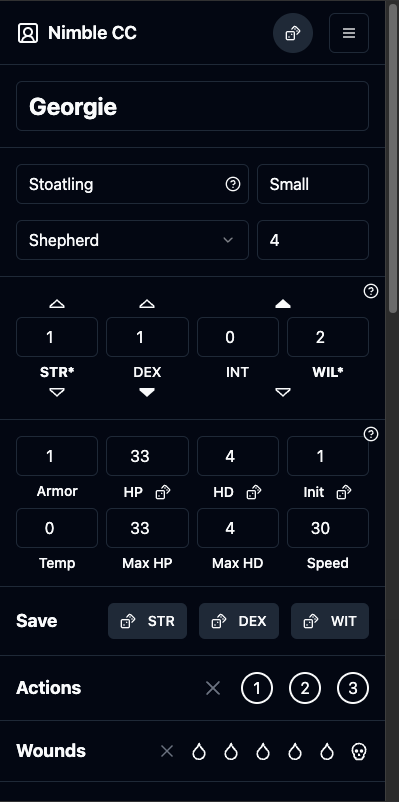 Nimble CC
Georgie
Stoatling
Small
Shepherd
4
1 1 0 2
STR* DEX INT WIL*
1 33 4 1
Armor HP HD Init
0 33 4 30
Temp Max HP Max HD Speed
Save STR DEX WIT
Actions 1 2 3
Wounds